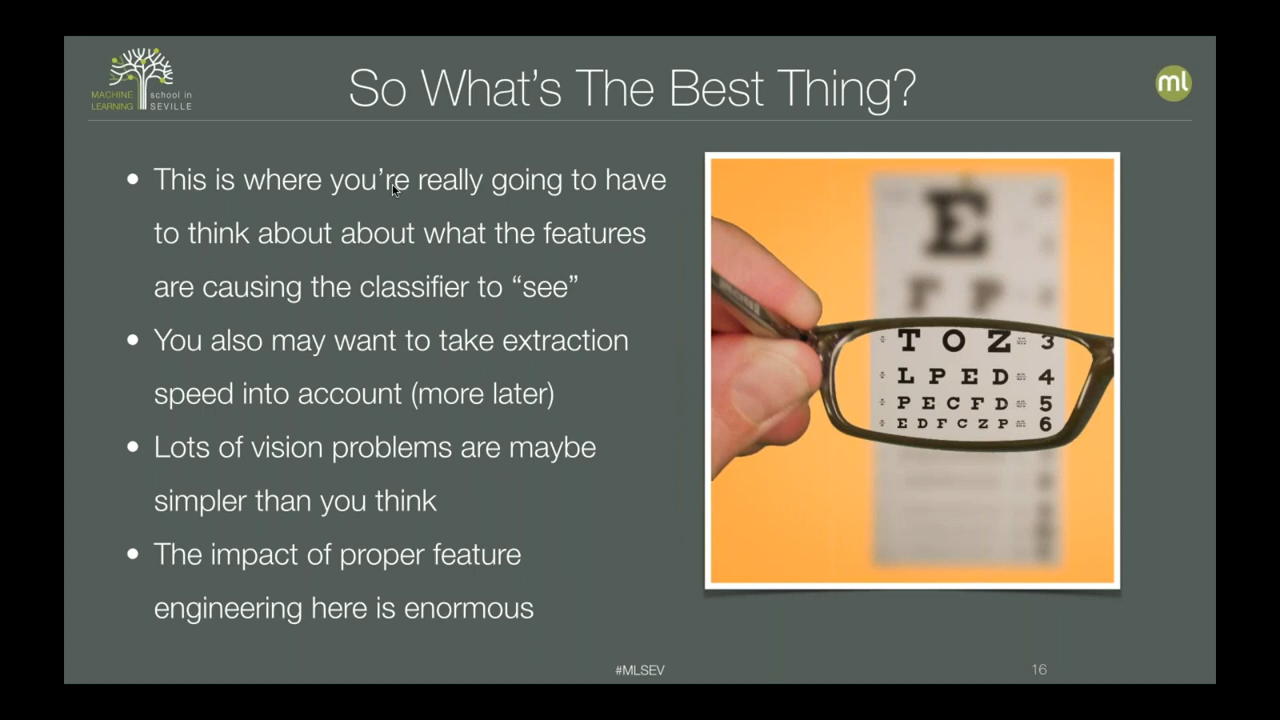 MACHINE school in
LEARNING SEVILLE
So What's The Best Thing?
ml
• This is where you're really going to have
to think about about what the features
are causing the classifier to “see”
• You also may want to take extraction
speed into account (more later)
• Lots of vision problems are maybe
simpler than you think
• The impact of proper feature
engineering here is enormous
E
F P
T O Z 3
L P E D 4
P E C F D 5
E D F C Z P 6
#MLSEV
16